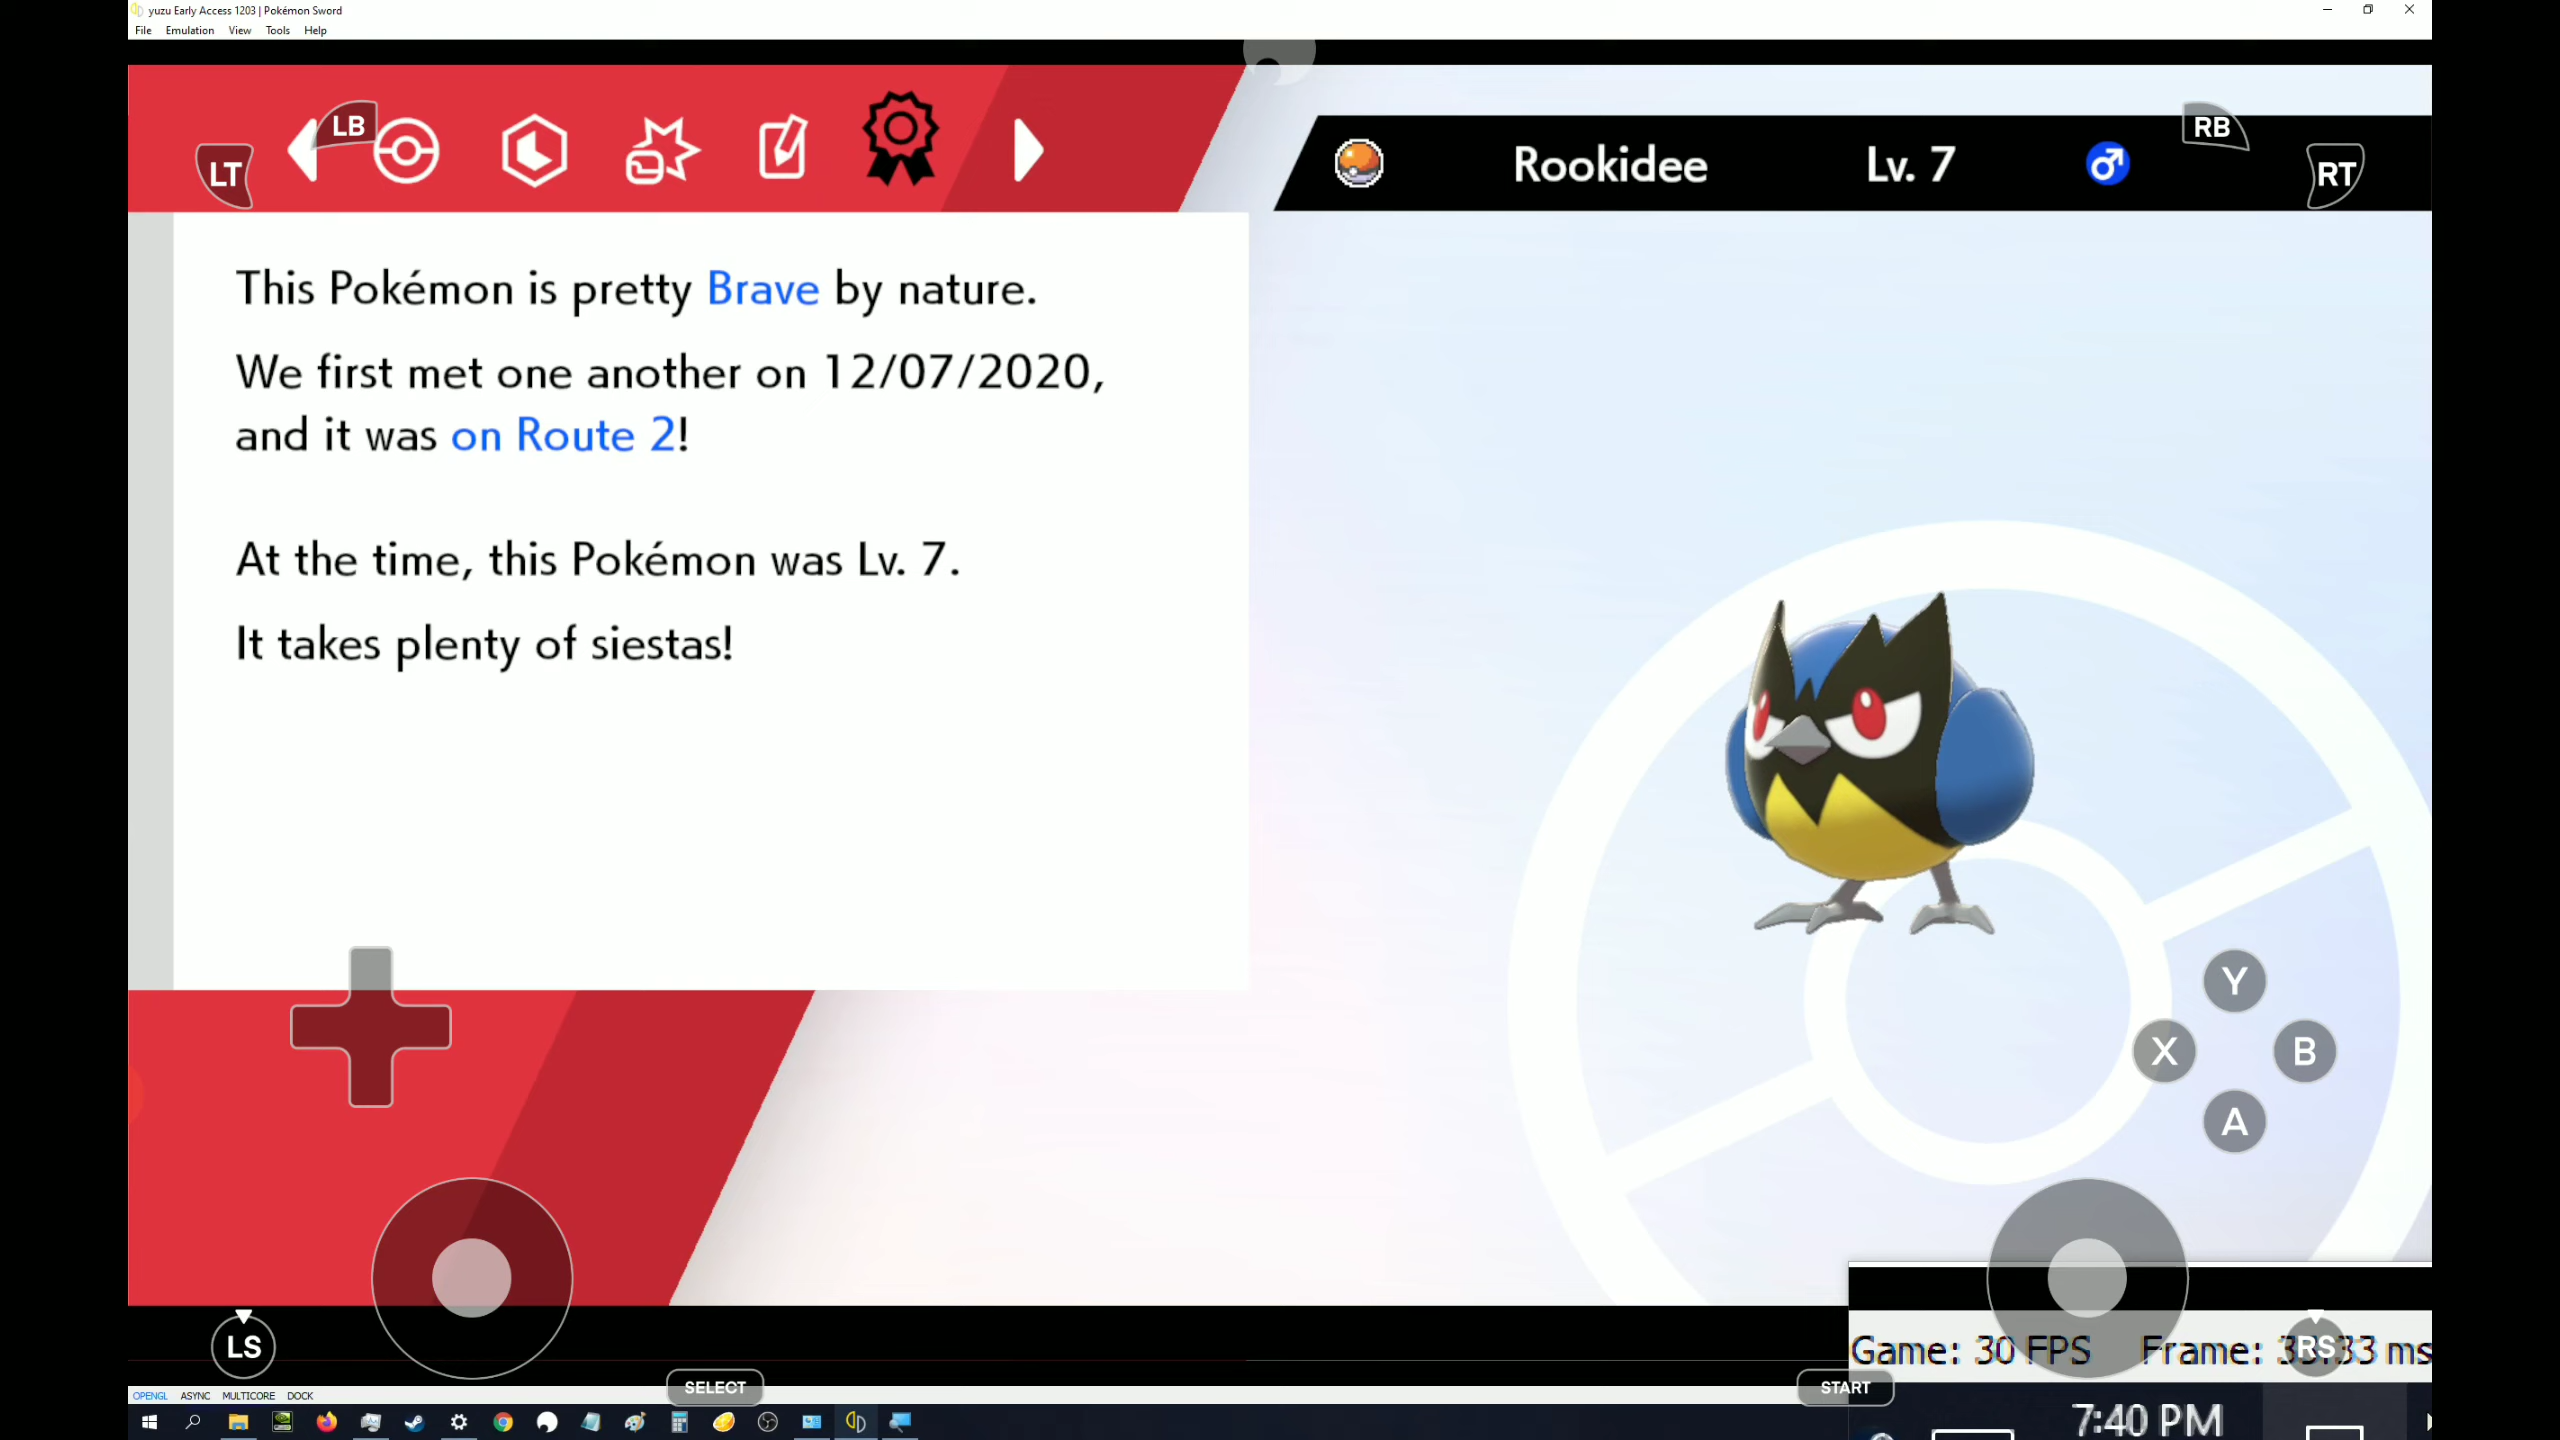 yuzu Early Access 1203 | Pokémon Sword
File Emulation View Tools Help
LB
LT
Rookidee Lv. 7
RB
RT
This Pokémon is pretty Brave by nature.
We first met one another on 12/07/2020,
and it was on Route 2!
At the time, this Pokémon was Lv. 7.
It takes plenty of siestas!
Y
X
B
A
LS
Game: 30 FPS Frame: 33.33 ms
RS
SELECT
START
OPENGL ASYNC MULTICORE DOCK
7:40 PM